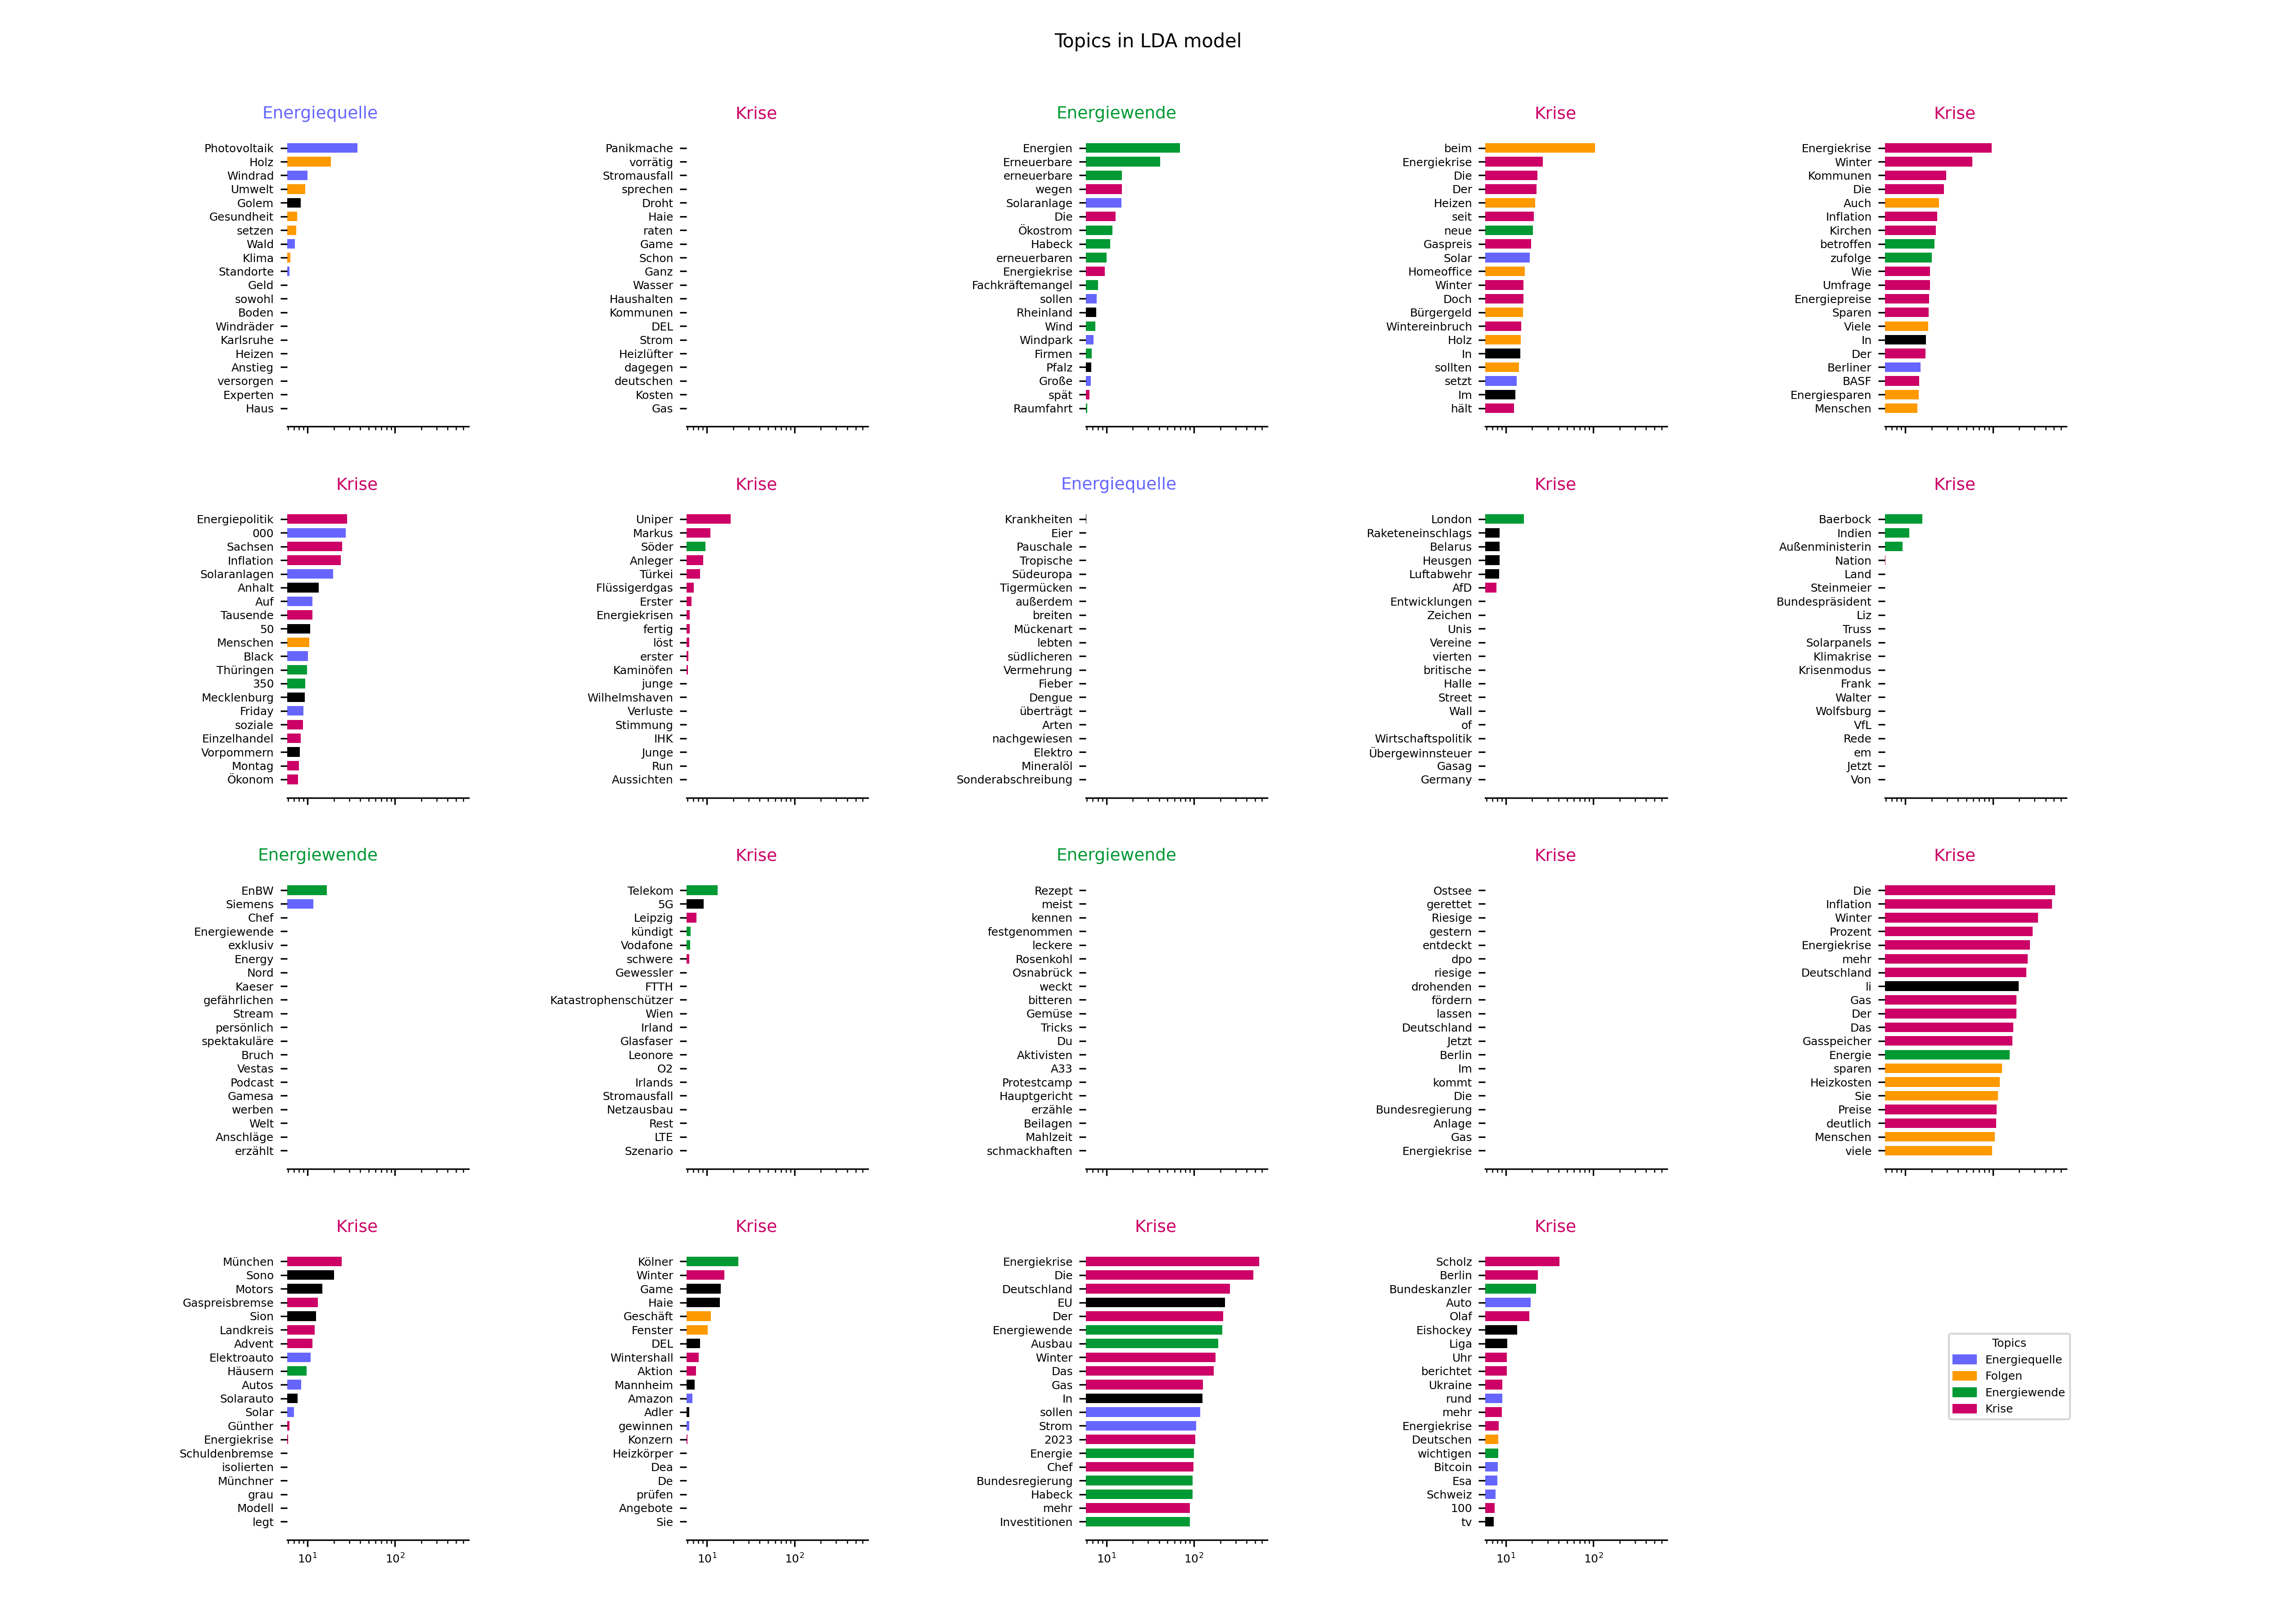 Topics in LDA model
Energiequelle
Photovoltaik
Holz
Windrad
Umwelt
Golem
Gesundheit
setzen
Wald
Klima
Standorte
Geld
sowohl
Boden
Windräder
Karlsruhe
Heizen
Anstieg
versorgen
Experten
Haus
Krise
Panikmache
vorrätig
Stromausfall
sprechen
Droht
Haie
raten
Game
Schon
Ganz
Wasser
Haushalten
Kommunen
DEL
Strom
Heizlüfter
dagegen
deutschen
Kosten
Gas
Energiewende
Energien
Erneuerbare
erneuerbare
wegen
Solaranlage
Die
Ökostrom
Habeck
erneuerbaren
Energiekrise
Fachkräftemangel
sollen
Rheinland
Wind
Windpark
Firmen
Pfalz
Große
spät
Raumfahrt
Krise
beim
Energiekrise
Die
Der
Heizen
seit
neue
Gaspreis
Solar
Homeoffice
Winter
Doch
Bürgergeld
Wintereinbruch
Holz
In
sollten
setzt
Im
hält
Krise
Energiekrise
Winter
Kommunen
Die
Auch
Inflation
Kirchen
betroffen
zufolge
Wie
Umfrage
Energiepreise
Sparen
Viele
In
Der
Berliner
BASF
Energiesparen
Menschen
Krise
Energiepolitik
000
Sachsen
Inflation
Solaranlagen
Anhalt
Auf
Tausende
50
Menschen
Black
Thüringen
350
Mecklenburg
Friday
soziale
Einzelhandel
Vorpommern
Montag
Ökonom
Krise
Uniper
Markus
Söder
Anleger
Türkei
Flüssigerdgas
Erster
Energiekrisen
fertig
löst
erster
Kaminöfen
junge
Wilhelmshaven
Verluste
Stimmung
IHK
Junge
Run
Aussichten
Energiequelle
Krankheiten
Eier
Pauschale
Tropische
Südeuropa
Tigermücken
außerdem
breiten
Mückenart
lebten
südlicheren
Vermehrung
Fieber
Dengue
überträgt
Arten
nachgewiesen
Elektro
Mineralöl
Sonderabschreibung
Krise
London
Raketeneinschlags
Belarus
Heusgen
Luftabwehr
AfD
Entwicklungen
Zeichen
Unis
Vereine
vierten
britische
Halle
Street
Wall
of
Wirtschaftspolitik
Übergewinnsteuer
Gasag
Germany
Krise
Baerbock
Indien
Außenministerin
Nation
Land
Steinmeier
Bundespräsident
Liz
Truss
Solarpanels
Klimakrise
Krisenmodus
Frank
Walter
Wolfsburg
VfL
Rede
em
Jetzt
Von
Energiewende
EnBW
Siemens
Chef
Energiewende
exklusiv
Energy
Nord
Kaeser
gefährlichen
Stream
persönlich
spektakuläre
Bruch
Vestas
Podcast
Gamesa
werben
Welt
Anschläge
erzählt
Krise
Telekom
5G
Leipzig
kündigt
Vodafone
schwere
Gewessler
FTTH
Katastrophenschützer
Wien
Irland
Glasfaser
Leonore
O2
Irlands
Stromausfall
Netzausbau
Rest
LTE
Szenario
Energiewende
Rezept
meist
kennen
festgenommen
leckere
Rosenkohl
Osnabrück
weckt
bitteren
Gemüse
Tricks
Du
Aktivisten
A33
Protestcamp
Hauptgericht
erzähle
Beilagen
Mahlzeit
schmackhaften
Krise
Ostsee
gerettet
Riesige
gestern
entdeckt
dpo
riesige
drohenden
fördern
lassen
Deutschland
Jetzt
Berlin
Im
kommt
Die
Bundesregierung
Anlage
Gas
Energiekrise
Krise
Die
Inflation
Winter
Prozent
Energiekrise
mehr
Deutschland
li
Gas
Der
Das
Gasspeicher
Energie
sparen
Heizkosten
Sie
Preise
deutlich
Menschen
viele
Krise
München
Sono
Motors
Gaspreisbremse
Sion
Landkreis
Advent
Elektroauto
Häusern
Autos
Solarauto
Solar
Günther
Energiekrise
Schuldenbremse
isolierten
Münchner
grau
Modell
legt
10¹ 10²
Krise
Kölner
Winter
Game
Haie
Geschäft
Fenster
DEL
Wintershall
Aktion
Mannheim
Amazon
Adler
gewinnen
Konzern
Heizkörper
Dea
De
prüfen
Angebote
Sie
10¹ 10²
Krise
Energiekrise
Die
Deutschland
EU
Der
Energiewende
Ausbau
Winter
Das
Gas
In
sollen
Strom
2023
Energie
Chef
Bundesregierung
Habeck
mehr
Investitionen
10¹ 10²
Krise
Scholz
Berlin
Bundeskanzler
Auto
Olaf
Eishockey
Liga
Uhr
berichtet
Ukraine
rund
mehr
Energiekrise
Deutschen
wichtigen
Bitcoin
Esa
Schweiz
100
tv
10¹ 10²
Topics
Energiequelle
Folgen
Energiewende
Krise